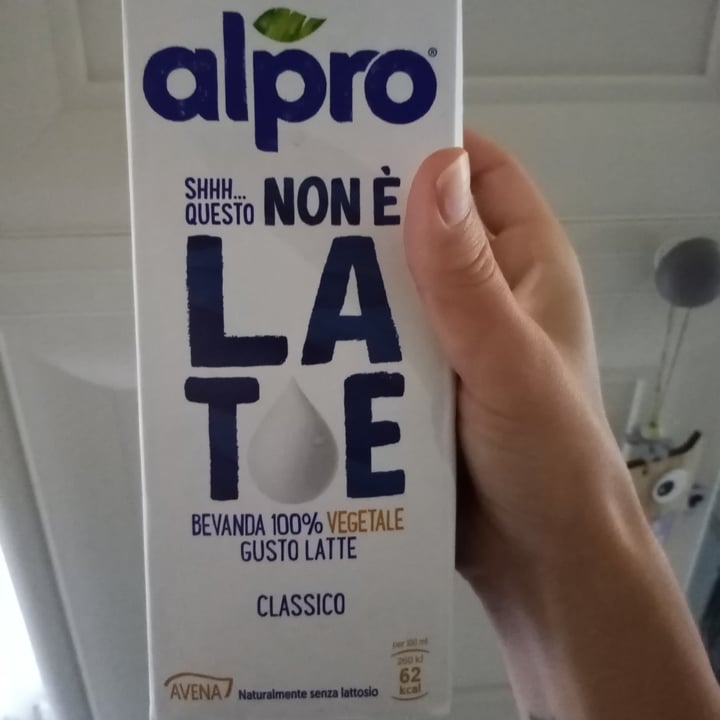 alpro®
SHHH...
QUESTO NON È
LA
T E
BEVANDA 100% VEGETALE
GUSTO LATTE
CLASSICO
per 100 ml
260 kJ
62
kcal
AVENA Naturalmente senza lattosio